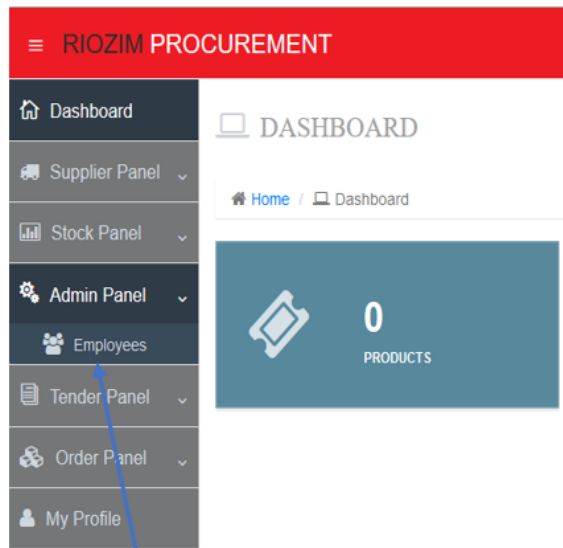 RIOZIM PROCUREMENT
Dashboard
Supplier Panel
Stock Panel
Admin Panel
Employees
Tender Panel
Order Panel
My Profile
DASHBOARD
Home / Dashboard
0
PRODUCTS